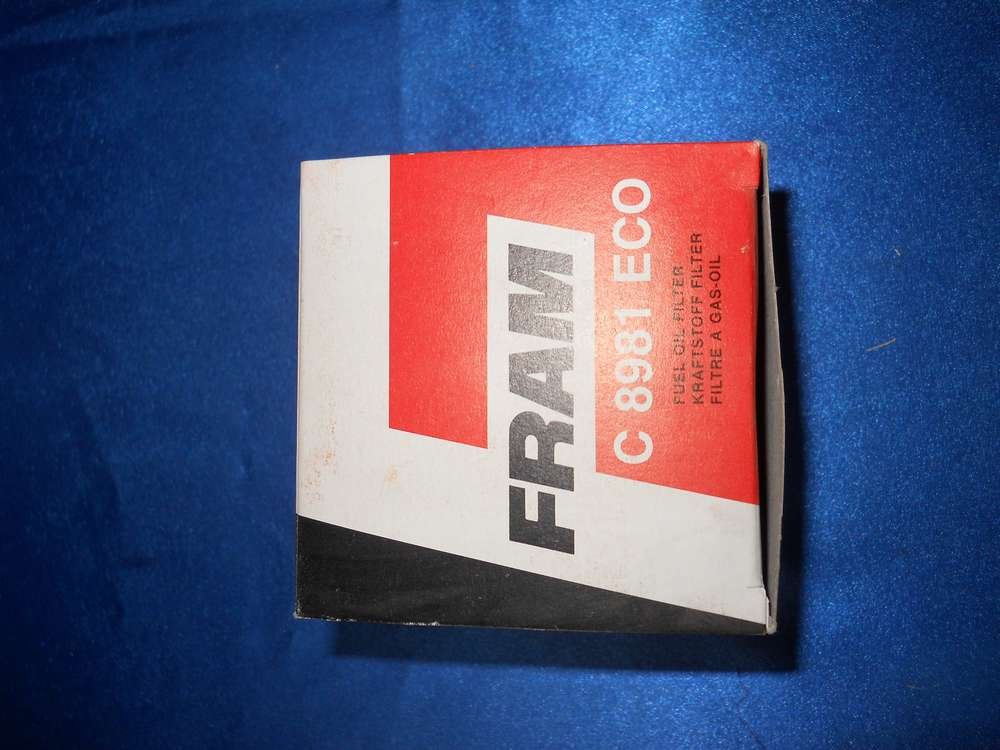 FRAM
C 8981 ECO
FUEL OIL FILTER
KRAFTSTOFF FILTER
FILTRE A GAS-OIL